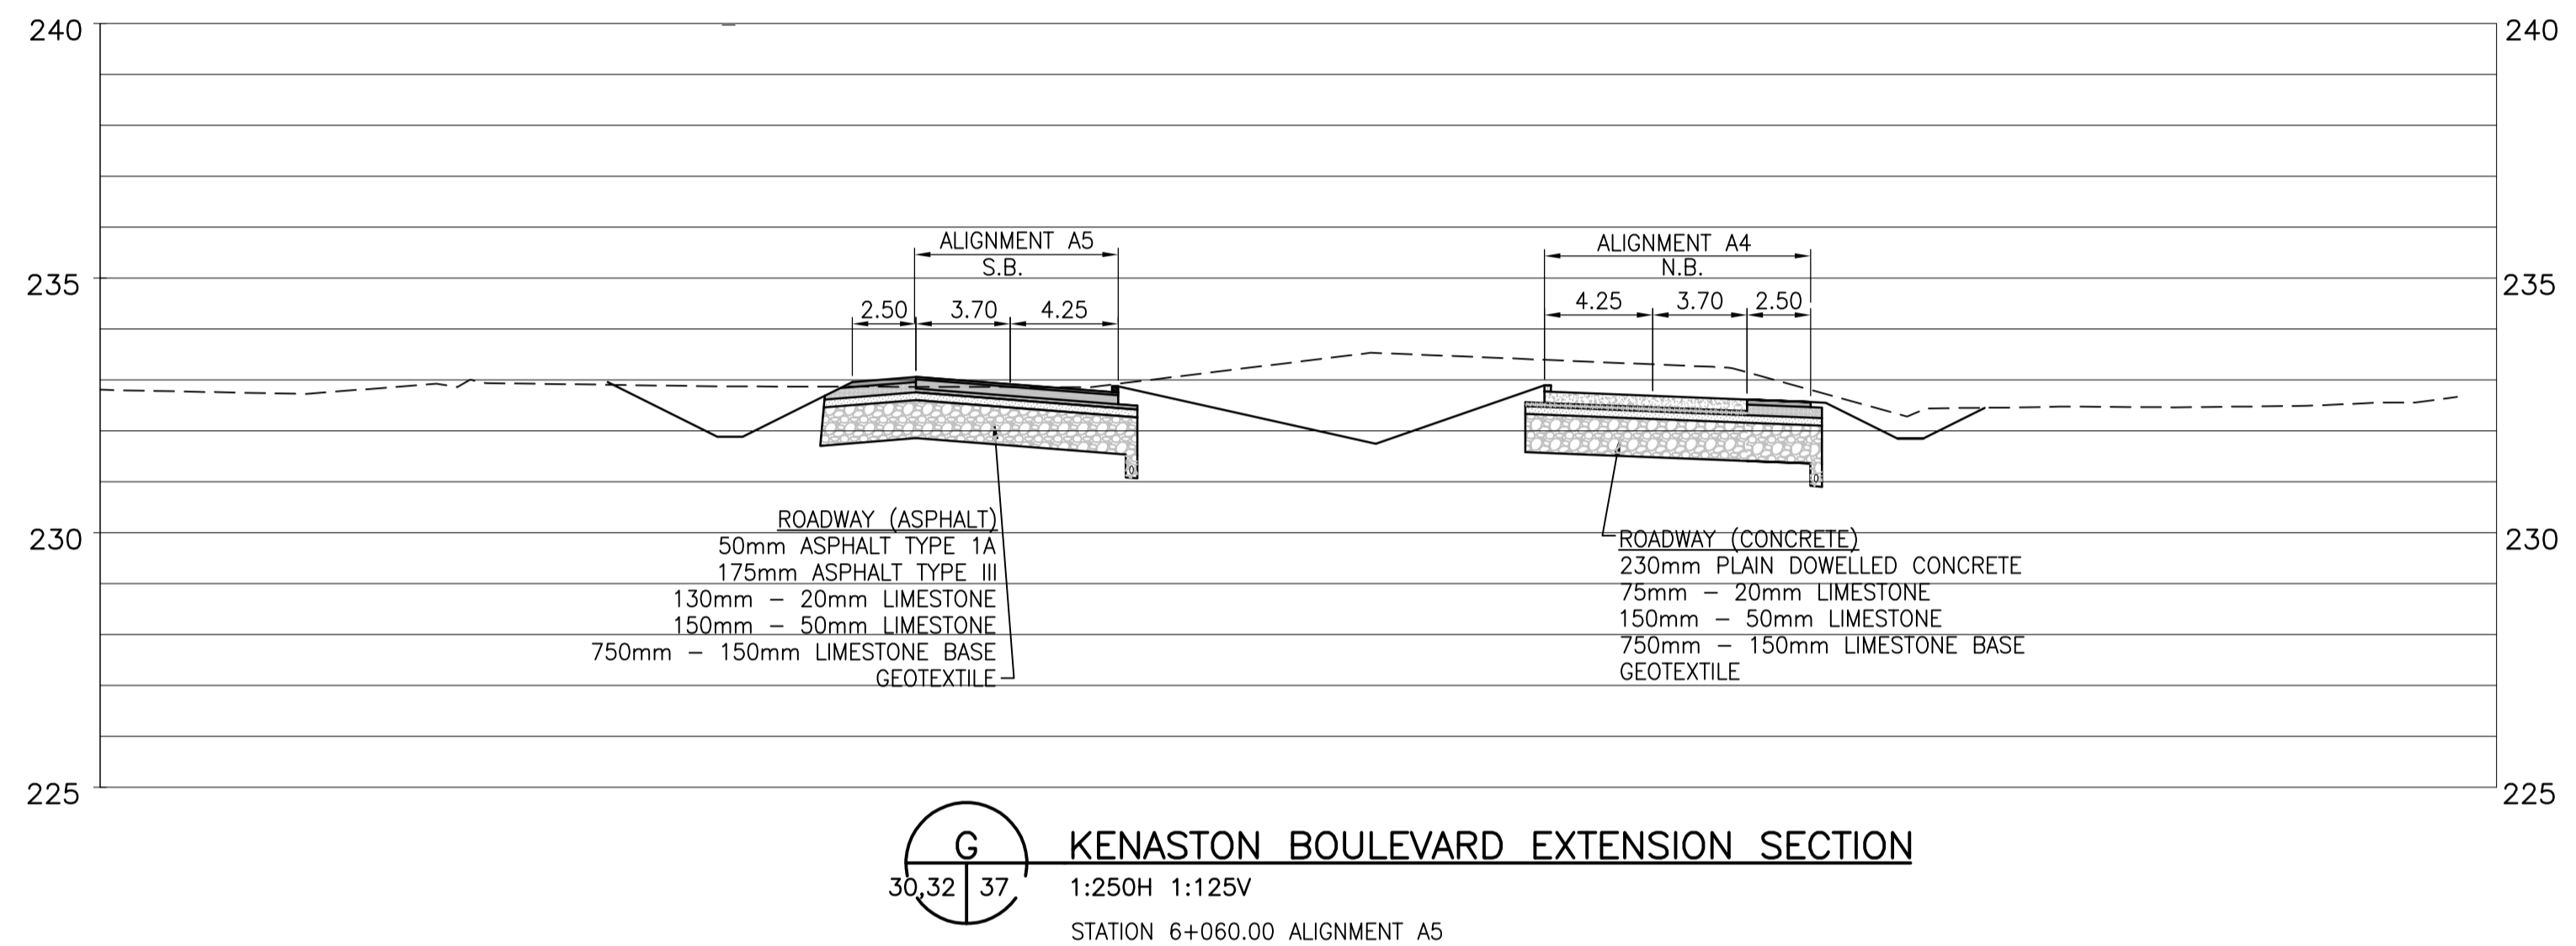 240
240
ALIGNMENT A5
S.B.
ALIGNMENT A4
N.B.
235
235
2.50 3.70 4.25
4.25 3.70 2.50
230
230
ROADWAY (ASPHALT)
50mm ASPHALT TYPE 1A
175mm ASPHALT TYPE III
130mm – 20mm LIMESTONE
150mm – 50mm LIMESTONE
750mm – 150mm LIMESTONE BASE
GEOTEXTILE
ROADWAY (CONCRETE)
230mm PLAIN DOWELLED CONCRETE
75mm – 20mm LIMESTONE
150mm – 50mm LIMESTONE
750mm – 150mm LIMESTONE BASE
GEOTEXTILE
225
225
G
30,32 37
KENASTON BOULEVARD EXTENSION SECTION
1:250H 1:125V
STATION 6+060.00 ALIGNMENT A5